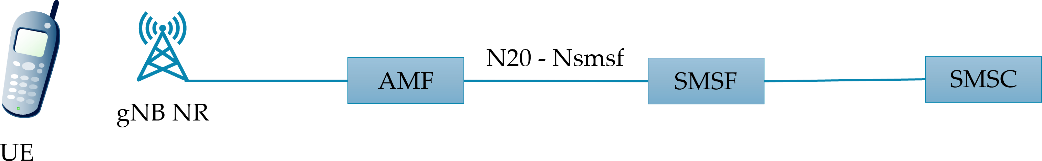 N20 - Nsmsf
AMF
SMSF
SMSC
gNB NR
UE